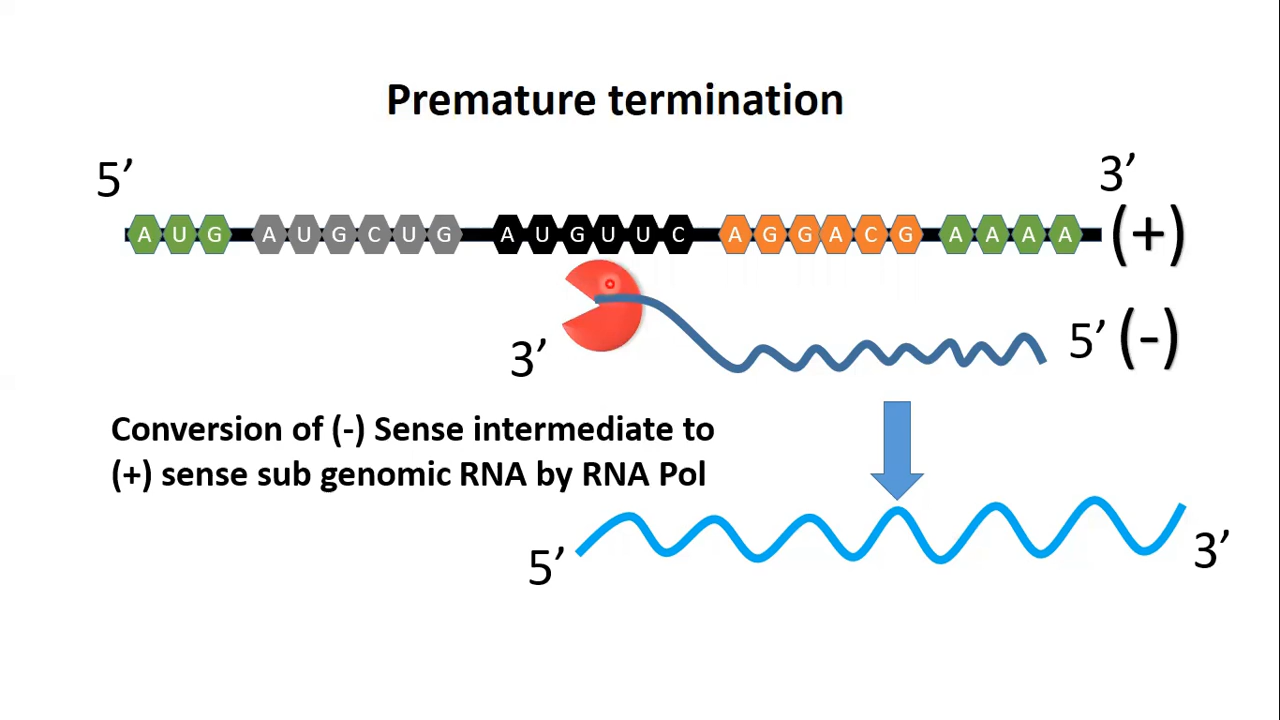 Premature termination
5’ 3’
A U G A U G C U G A U G U U C A G G A C G A A A A (+)
3’ 5’ (-)
Conversion of (-) Sense intermediate to
(+) sense sub genomic RNA by RNA Pol
5’ 3’